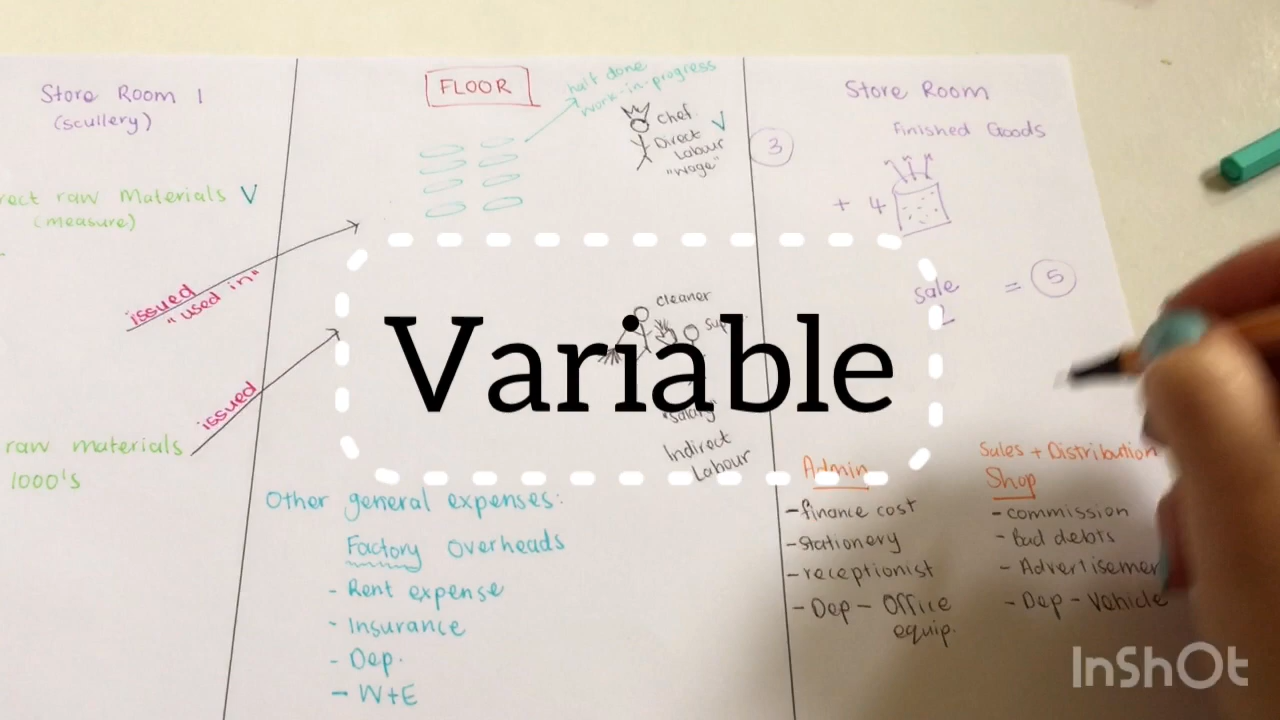 Store Room 1
(scullery)
rect raw Materials V
(measure)
issued
"used in"
issued
raw materials
1000's
FLOOR
half done
work-in-progress
chef
Direct V
Labour
"wage"
cleaner
Variable
"salary"
Indirect
Labour
Other general expenses:
Factory Overheads
- Rent expense
- Insurance
- Dep.
- W+E
3
Store Room
Finished Goods
+ 4
sale = 5
2
Admin
- finance cost
- stationery
- receptionist
- Dep - Office
equip.
Sales + Distribution
Shop
- commission
- Bad debts
- Advertisemen
- Dep - Vehicle
InShOt